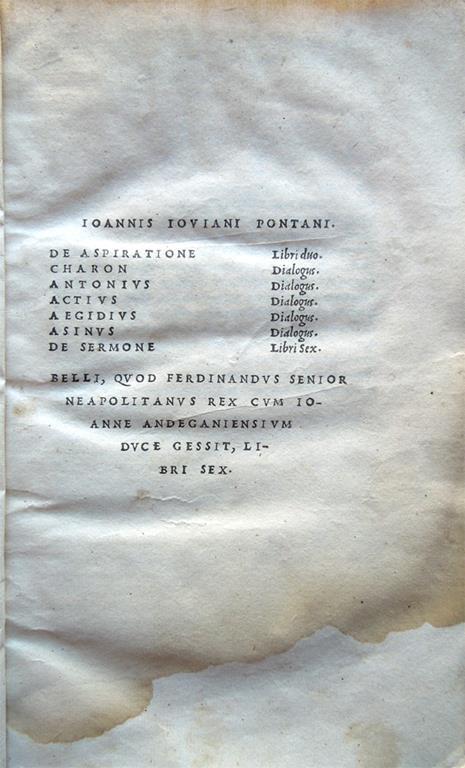 IOANNIS IOVIANI PONTANI.
DE ASPIRATIONE Libri duo.
CHARON Dialogus.
ANTONIVS Dialogus.
ACTIVS Dialogus.
AEGIDIVS Dialogus.
ASINVS Dialogus.
DE SERMONE Libri Sex.
BELLI, QVOD FERDINANDVS SENIOR
NEAPOLITANVS REX CVM IO-
ANNE ANDEGANIENSIVM
DVCE GESSIT, LI-
BRI SEX.